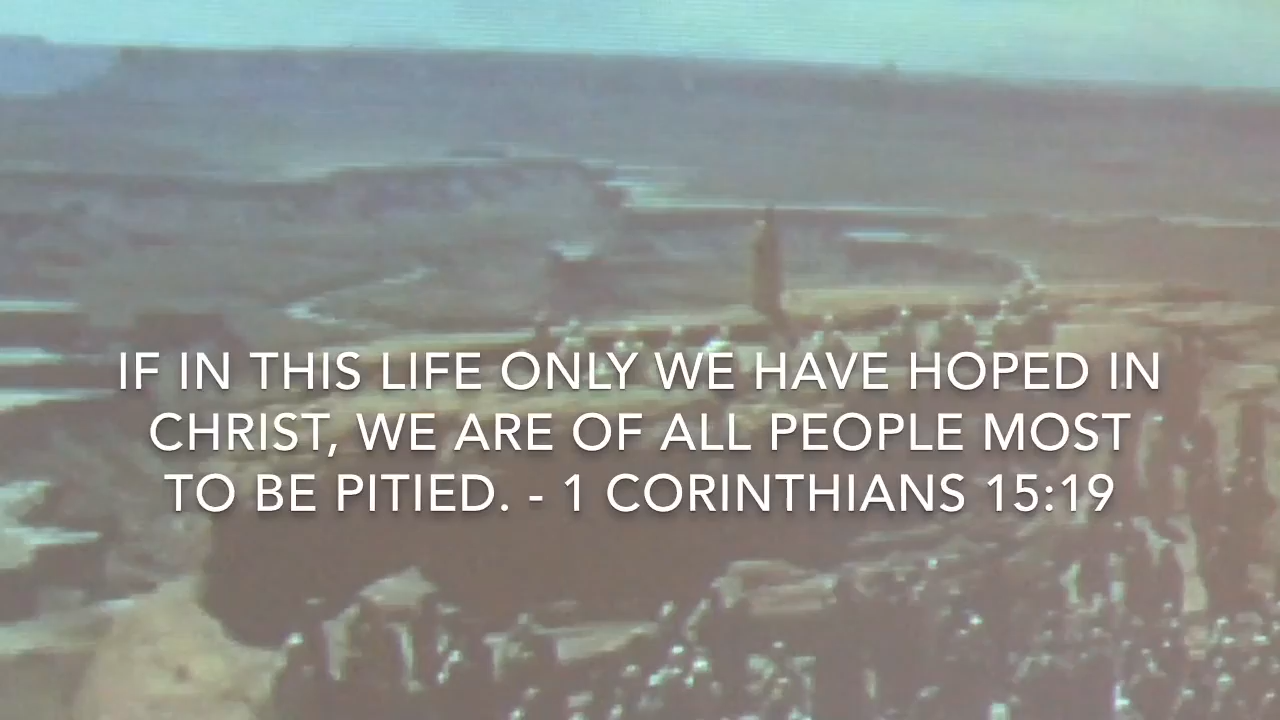 IF IN THIS LIFE ONLY WE HAVE HOPED IN
CHRIST, WE ARE OF ALL PEOPLE MOST
TO BE PITIED. - 1 CORINTHIANS 15:19